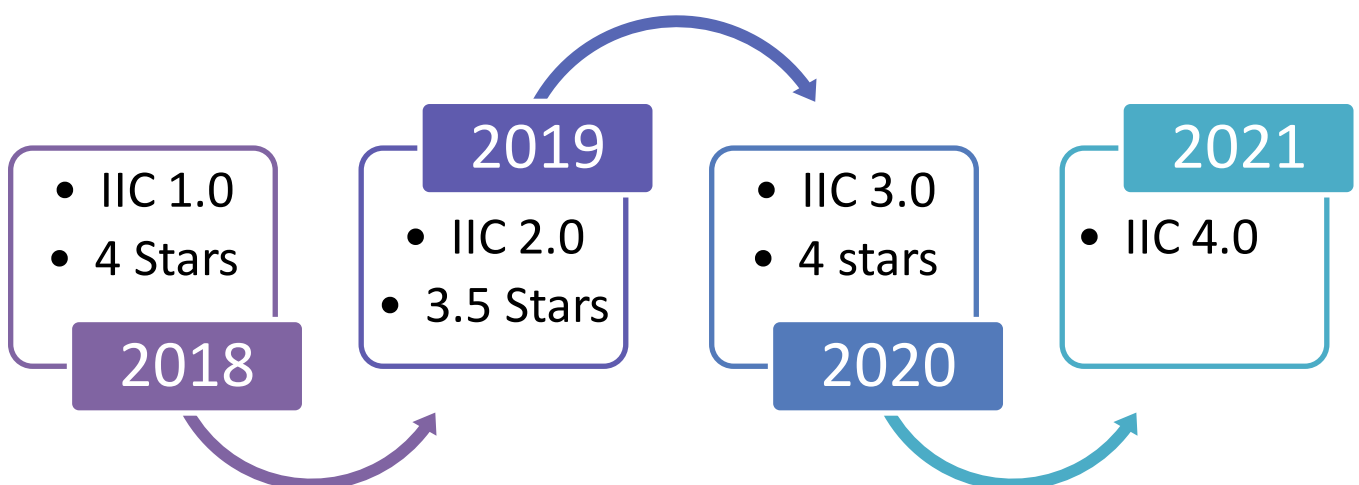 • IIC 1.0
• 4 Stars
2018
2019
• IIC 2.0
• 3.5 Stars
• IIC 3.0
• 4 stars
2020
2021
• IIC 4.0